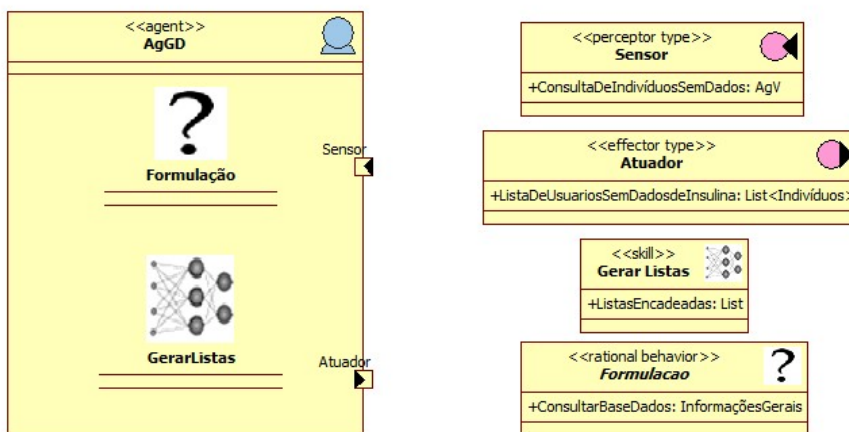 <<agent>>
AgGD
?
Formulação
Sensor
GerarListas
Atuador
<<perceptor type>>
Sensor
+ConsultaDeIndivíduosSemDados: AgV
<<effector type>>
Atuador
+ListaDeUsuariosSemDadosdeInsulina: List<Indivíduos>
<<skill>>
Gerar Listas
+ListasEncadeadas: List
<<rational behavior>>
?
Formulacao
+ConsultarBaseDados: InformaçõesGerais